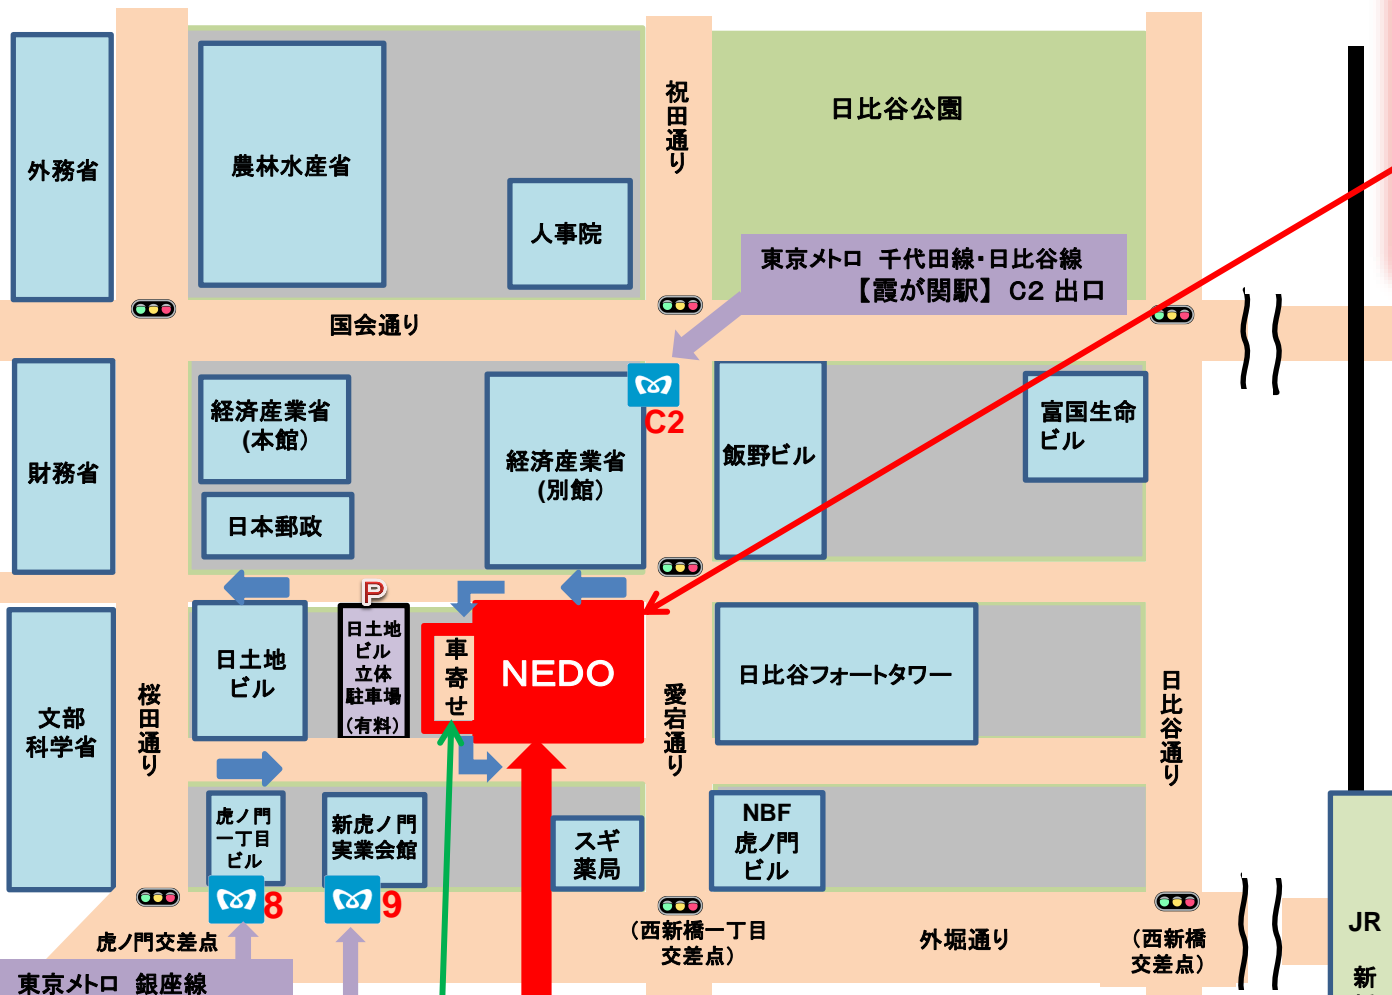 外務省
農林水産省
人事院
祝田通り
日比谷公園
東京メトロ 千代田線・日比谷線
【霞が関駅】 C2 出口
国会通り
財務省
経済産業省
(本館)
日本郵政
経済産業省
(別館)
C2
飯野ビル
富国生命
ビル
文部
科学省
桜田通り
日土地
ビル
P
日土地
ビル
立体
駐車場
(有料)
車寄せ
NEDO
愛宕通り
日比谷フォートタワー
日比谷通り
虎ノ門
一丁目
ビル
8
新虎ノ門
実業会館
9
スギ
薬局
NBF
虎ノ門
ビル
虎ノ門交差点
(西新橋一丁目
交差点)
外堀通り
(西新橋
交差点)
東京メトロ 銀座線
JR
新